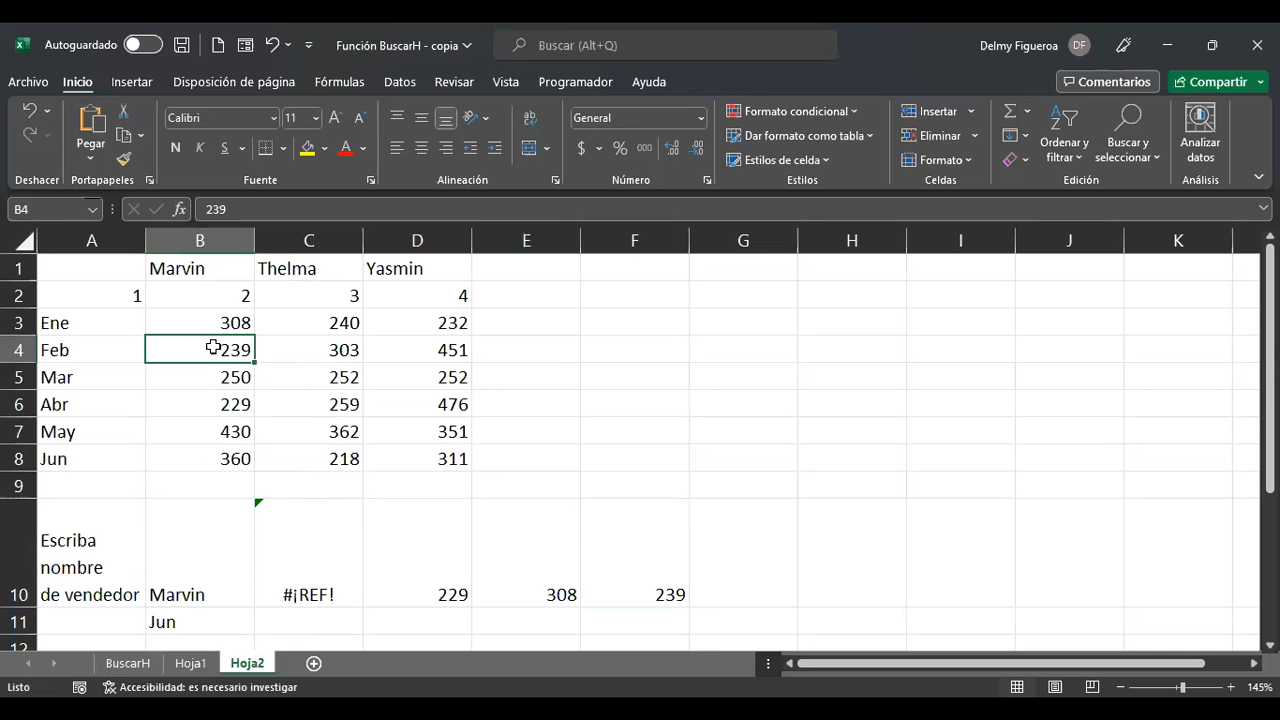 Autoguardado Función BuscarH - copia Buscar (Alt+Q) Delmy Figueroa DF
Archivo Inicio Insertar Disposición de página Fórmulas Datos Revisar Vista Programador Ayuda Comentarios Compartir
Pegar Calibri 11 General Formato condicional Insertar Ordenar y filtrar Buscar y seleccionar Analizar datos
Dar formato como tabla Eliminar
N K S Estilos de celda Formato
Deshacer Portapapeles Fuente Alineación Número Estilos Celdas Edición Análisis
B4 fx 239
A B C D E F G H I J K
1 Marvin Thelma Yasmin
2 1 2 3 4
3 Ene 308 240 232
4 Feb 239 303 451
5 Mar 250 252 252
6 Abr 229 259 476
7 May 430 362 351
8 Jun 360 218 311
9
Escriba
nombre
10 de vendedor Marvin #¡REF! 229 308 239
11 Jun
12
BuscarH Hoja1 Hoja2
Listo Accesibilidad: es necesario investigar 145%